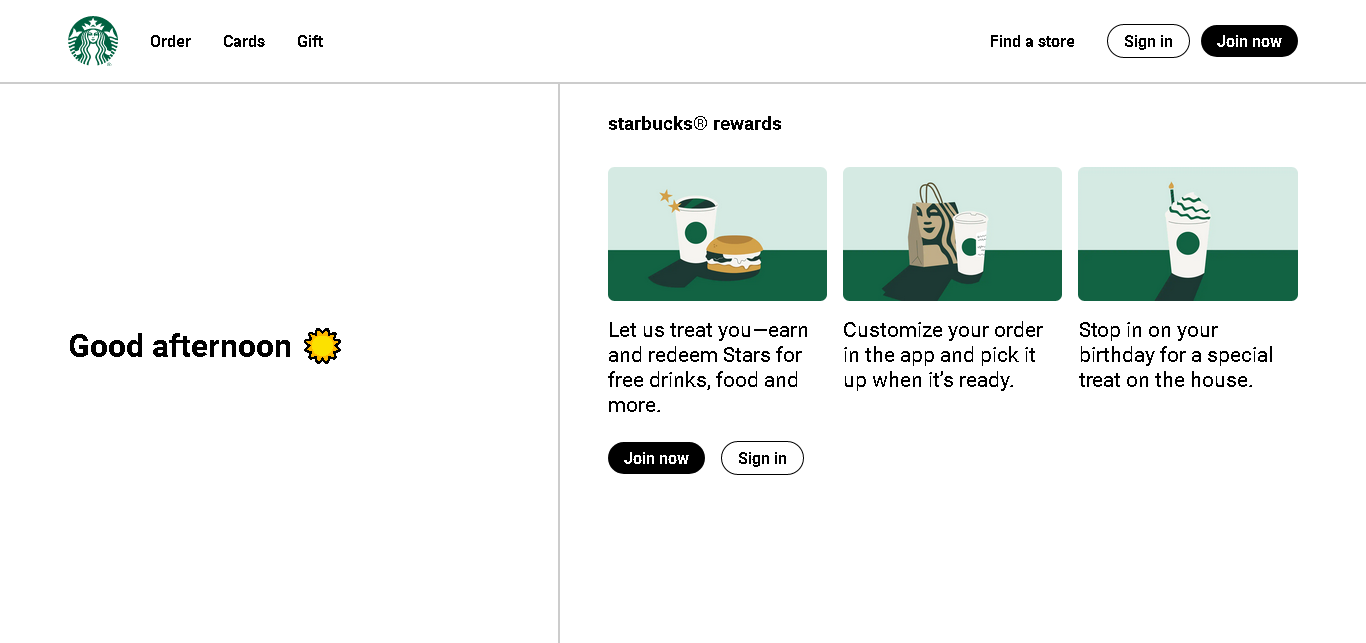 Order
Cards
Gift
Find a store
Sign in
Join now
Good afternoon
starbucks® rewards
Let us treat you—earn
and redeem Stars for
free drinks, food and
more.
Customize your order
in the app and pick it
up when it’s ready.
Stop in on your
birthday for a special
treat on the house.
Join now
Sign in